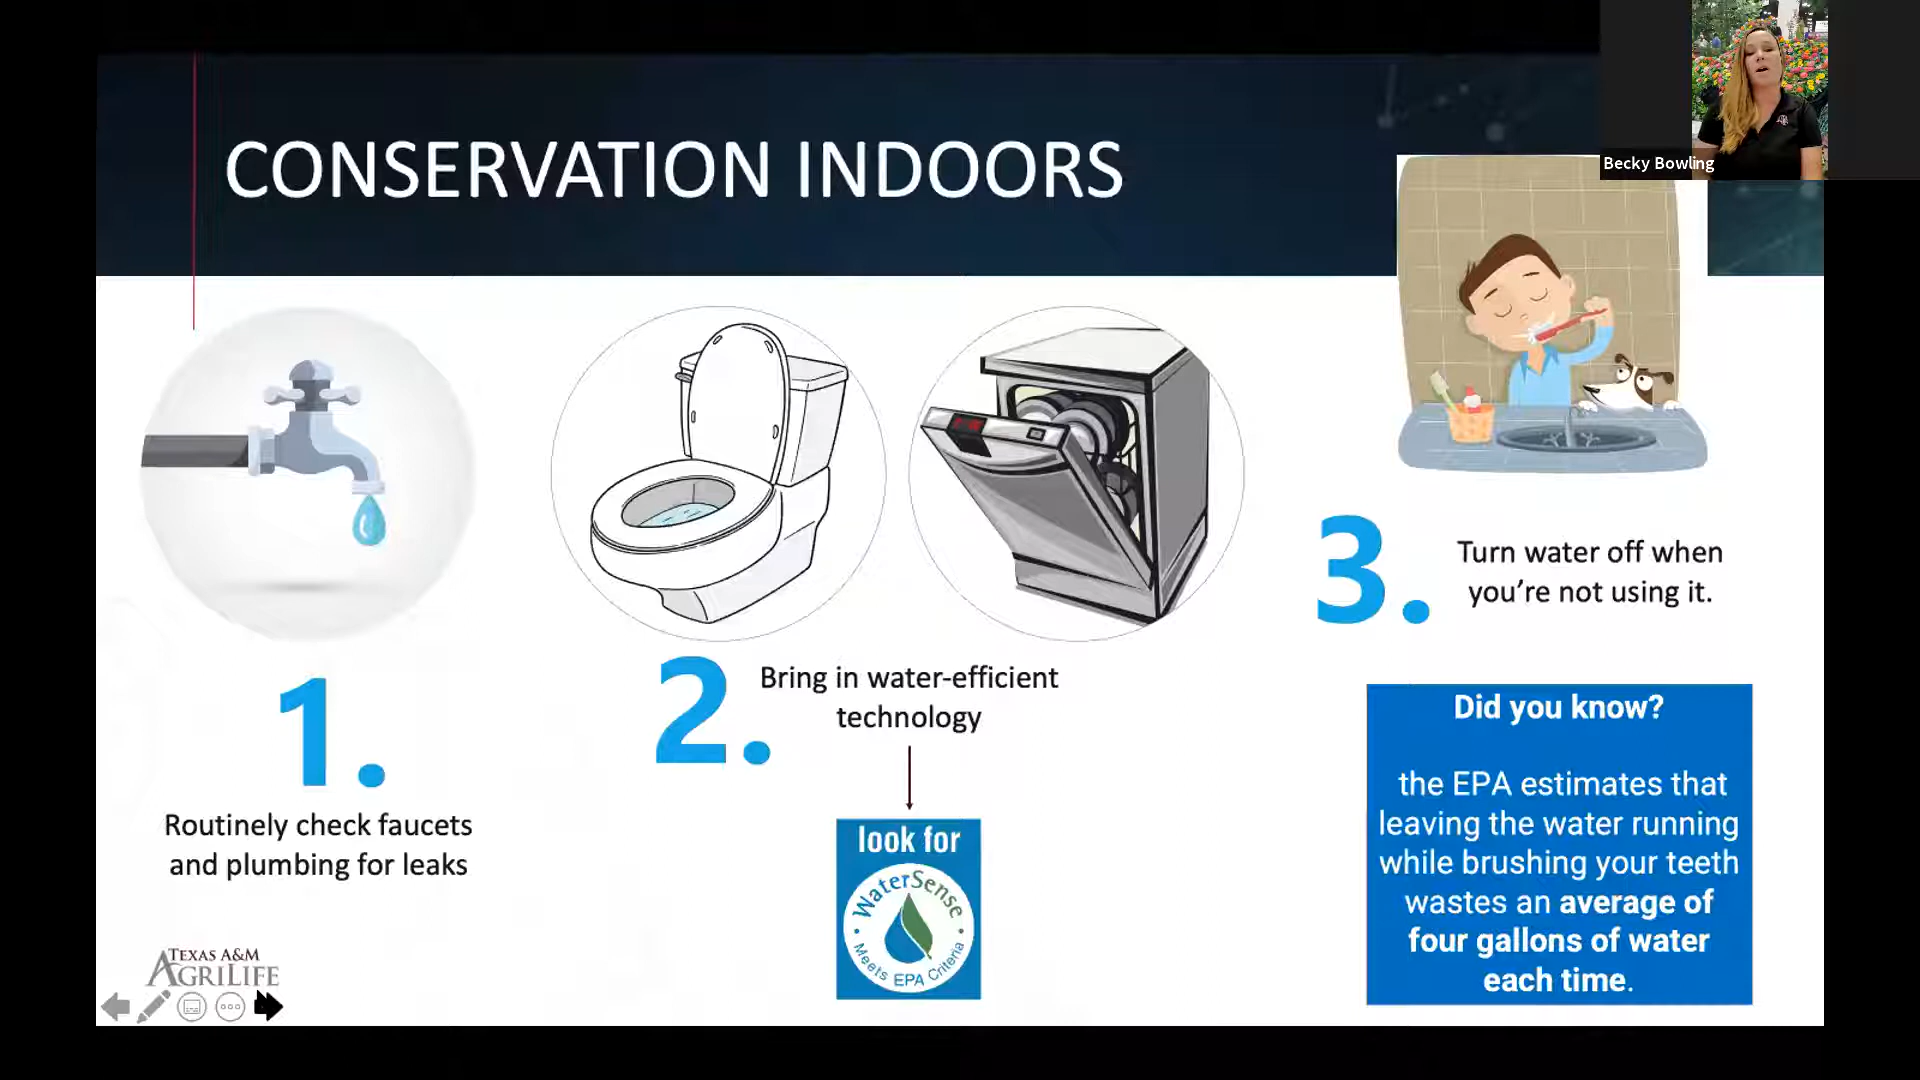 CONSERVATION INDOORS
Becky Bowling
1.
Routinely check faucets
and plumbing for leaks
2.
Bring in water-efficient
technology
look for
WaterSense
Meets EPA Criteria
3.
Turn water off when
you’re not using it.
Did you know?
the EPA estimates that
leaving the water running
while brushing your teeth
wastes an average of
four gallons of water
each time.
TEXAS A&M
AGRILIFE